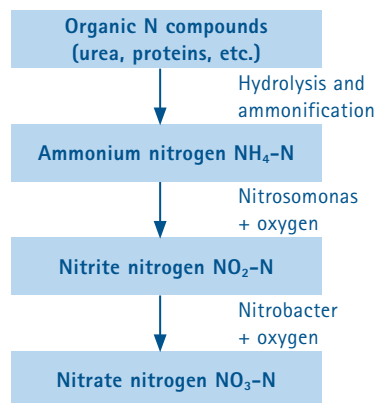 Organic N compounds
(urea, proteins, etc.)
Hydrolysis and
ammonification
Ammonium nitrogen NH₄-N
Nitrosomonas
+ oxygen
Nitrite nitrogen NO₂-N
Nitrobacter
+ oxygen
Nitrate nitrogen NO₃-N